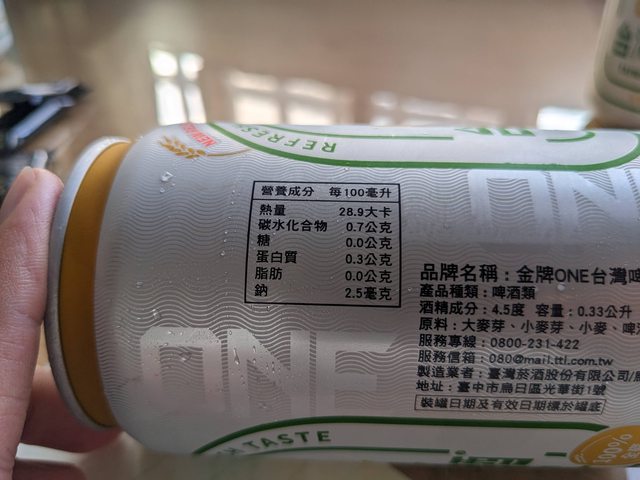 REFRES
ONE
營養成分 每100毫升
熱量 28.9大卡
碳水化合物 0.7公克
糖 0.0公克
蛋白質 0.3公克
脂肪 0.0公克
鈉 2.5毫克
品牌名稱：金牌ONE台灣啤
產品種類：啤酒類
酒精成分：4.5度 容量：0.33公升
原料：大麥芽、小麥芽、小麥、啤酒
服務專線：0800-231-422
服務信箱：080@mail.ttl.com.tw
製造業者：臺灣菸酒股份有限公司/
地址：臺中市烏日區光華街1號
裝罐日期及有效日期標於罐底
ONE
TASTE
100%